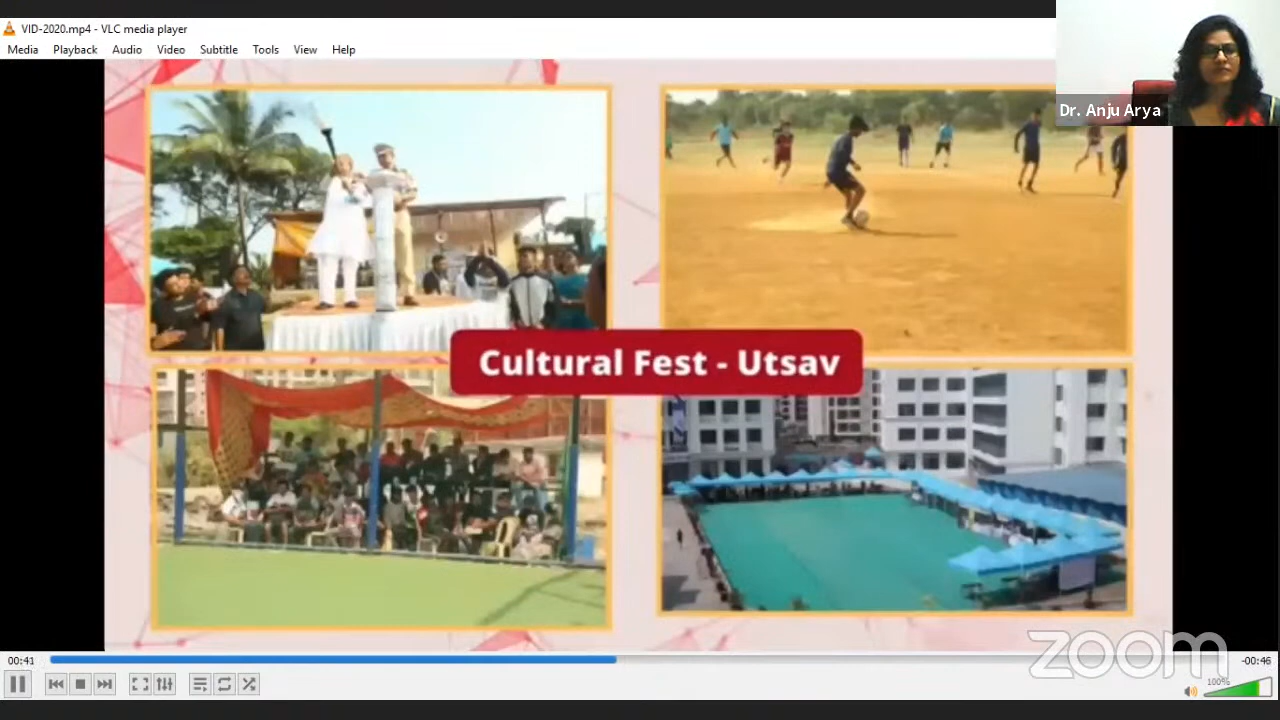 VID-2020.mp4 - VLC media player
Media Playback Audio Video Subtitle Tools View Help
Dr. Anju Arya
Cultural Fest - Utsav
00:41
-00:46
100%
zoom